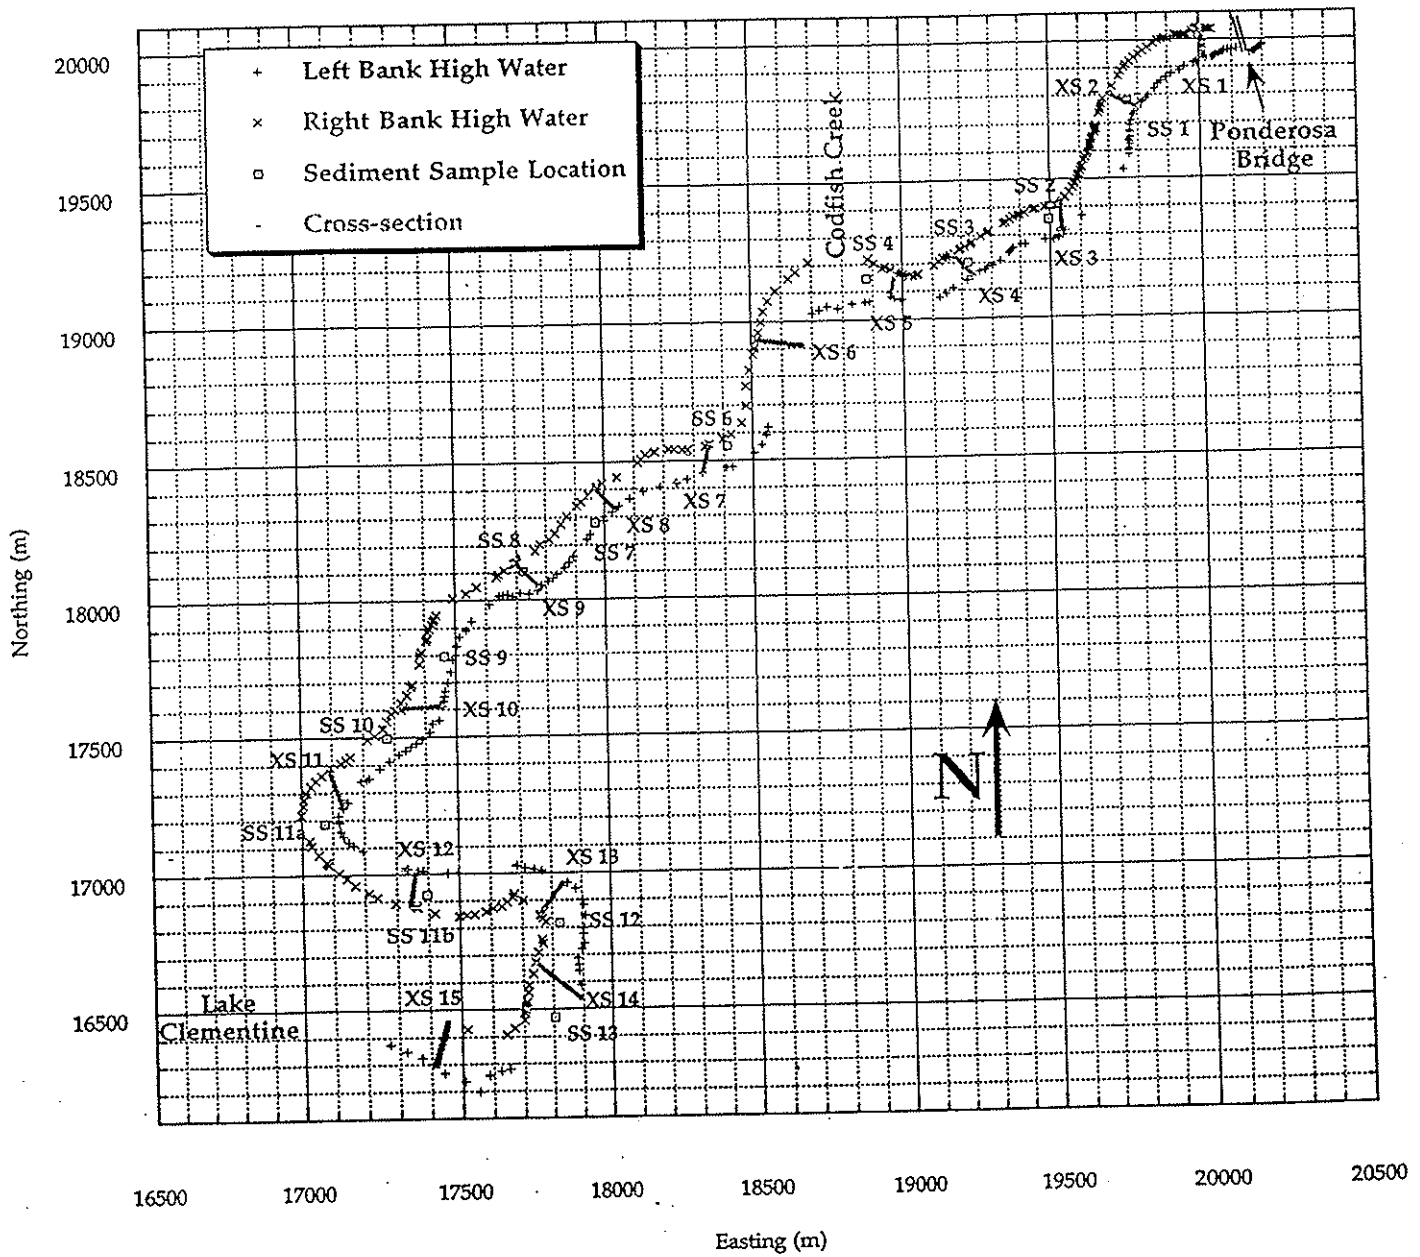 20000
19500
19000
18500
18000
17500
17000
16500
Northing (m)
+ Left Bank High Water
× Right Bank High Water
□ Sediment Sample Location
- Cross-section
Codfish Creek
XS 2
XS 1
SS 1
Ponderosa
Bridge
SS 2
SS 3
XS 3
SS 4
XS 4
XS 5
XS 6
SS 6
XS 7
XS 8
SS 7
SS 8
XS 9
SS 9
XS 10
SS 10
XS 11
SS 11a
XS 12
XS 13
SS 12
SS 11b
XS 14
XS 15
SS 13
Lake
Clementine
N
16500
17000
17500
18000
18500
19000
19500
20000
20500
Easting (m)